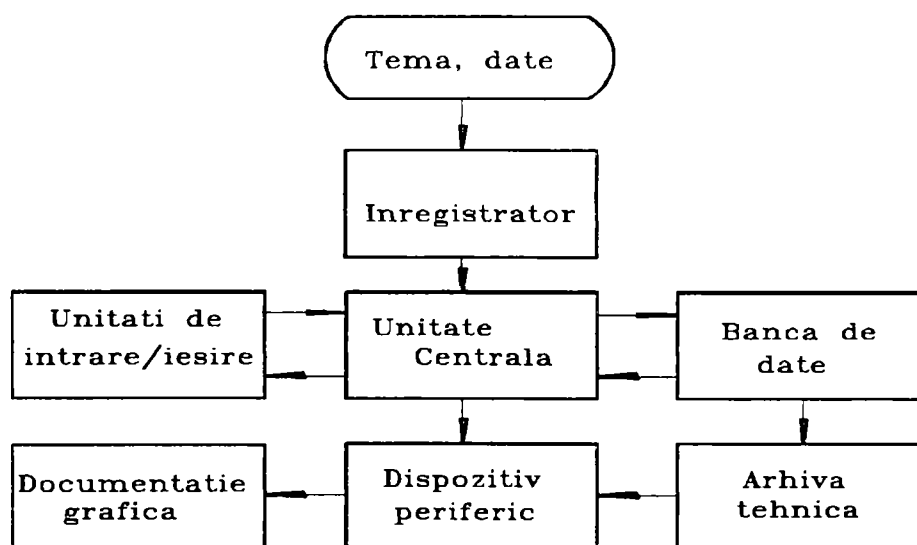 Tema, date
Inregistrator
Unitati de
intrare/iesire
Unitate
Centrala
Banca de
date
Documentatie
grafica
Dispozitiv
periferic
Arhiva
tehnica